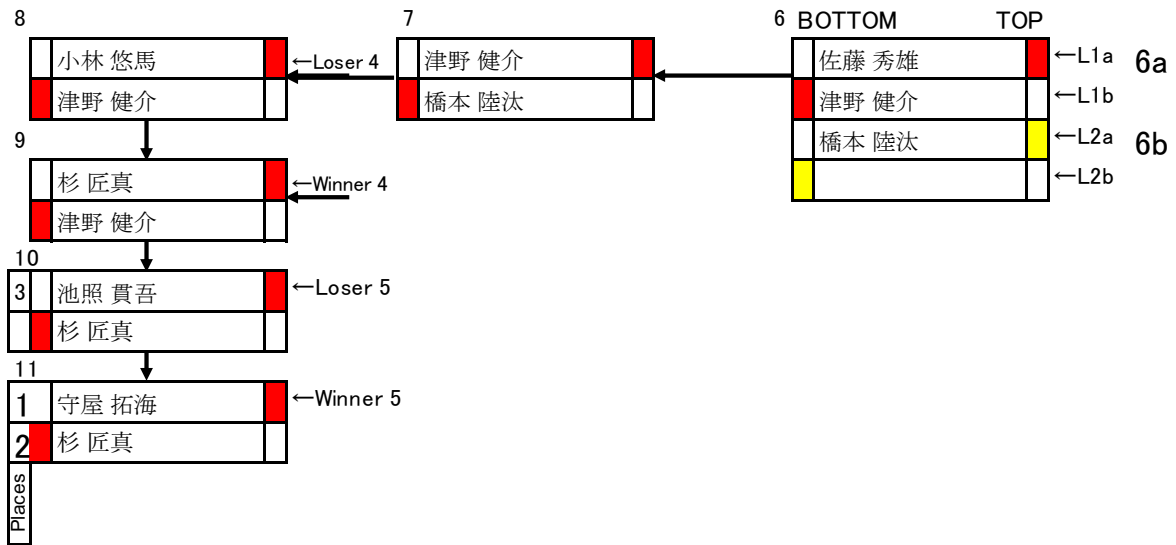 8
7
6 BOTTOM TOP
小林 悠馬 ←Loser 4
津野 健介
津野 健介
橋本 陸汰
佐藤 秀雄 ←L1a 6a
津野 健介 ←L1b
橋本 陸汰 ←L2a 6b
←L2b
9
杉 匠真 ←Winner 4
津野 健介
10
3 池照 貫吾 ←Loser 5
杉 匠真
11
1 守屋 拓海 ←Winner 5
2 杉 匠真
Places